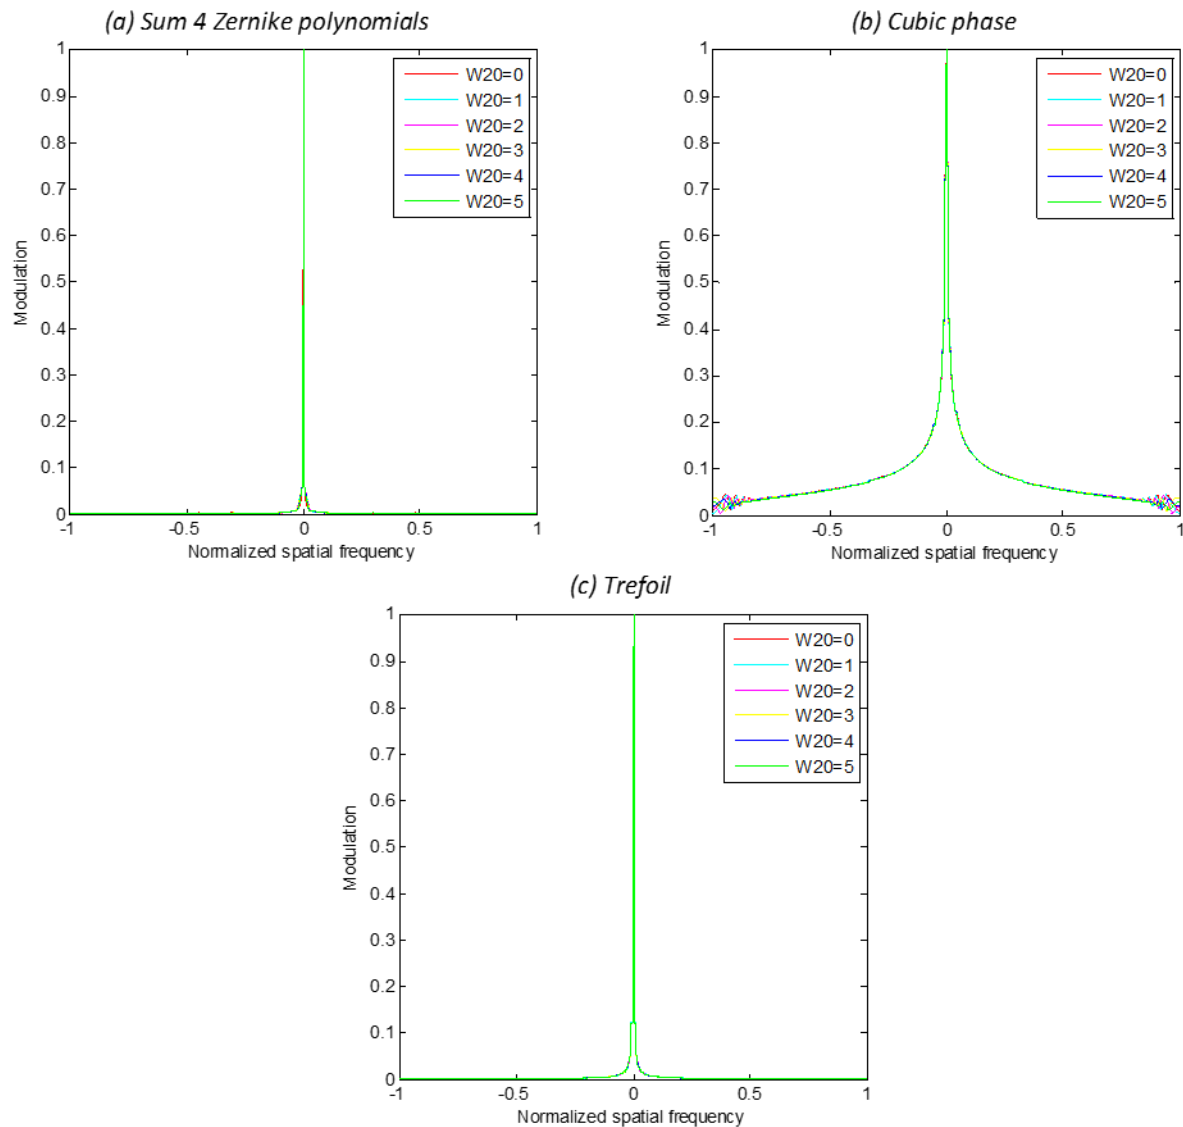 (a) Sum 4 Zernike polynomials
1
0.9
0.8
0.7
0.6
0.5
0.4
0.3
0.2
0.1
0
Modulation
-1
-0.5
0
0.5
1
Normalized spatial frequency
W20=0
W20=1
W20=2
W20=3
W20=4
W20=5
(b) Cubic phase
1
0.9
0.8
0.7
0.6
0.5
0.4
0.3
0.2
0.1
0
Modulation
-1
-0.5
0
0.5
1
Normalized spatial frequency
W20=0
W20=1
W20=2
W20=3
W20=4
W20=5
(c) Trefoil
1
0.9
0.8
0.7
0.6
0.5
0.4
0.3
0.2
0.1
0
Modulation
-1
-0.5
0
0.5
1
Normalized spatial frequency
W20=0
W20=1
W20=2
W20=3
W20=4
W20=5